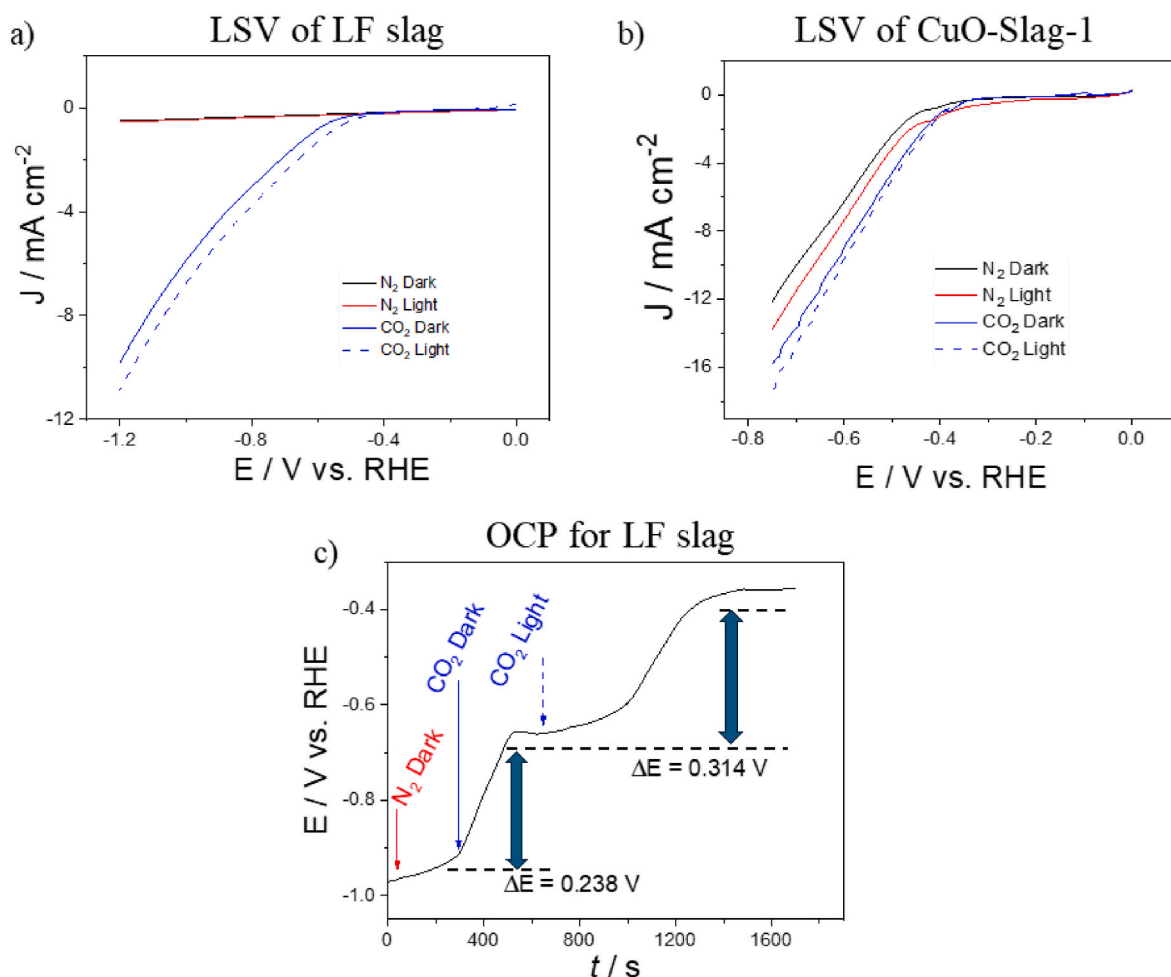 a)
LSV of LF slag
0
-4
-8
-12
J / mA cm⁻²
-1.2
-0.8
-0.4
0.0
E / V vs. RHE
N₂ Dark
N₂ Light
CO₂ Dark
CO₂ Light
b)
LSV of CuO-Slag-1
0
-4
-8
-12
-16
J / mA cm⁻²
-0.8
-0.6
-0.4
-0.2
0.0
E / V vs. RHE
N₂ Dark
N₂ Light
CO₂ Dark
CO₂ Light
c)
OCP for LF slag
-0.4
-0.6
-0.8
-1.0
E / V vs. RHE
N₂ Dark
CO₂ Dark
CO₂ Light
ΔE = 0.314 V
ΔE = 0.238 V
0
400
800
1200
1600
t / s